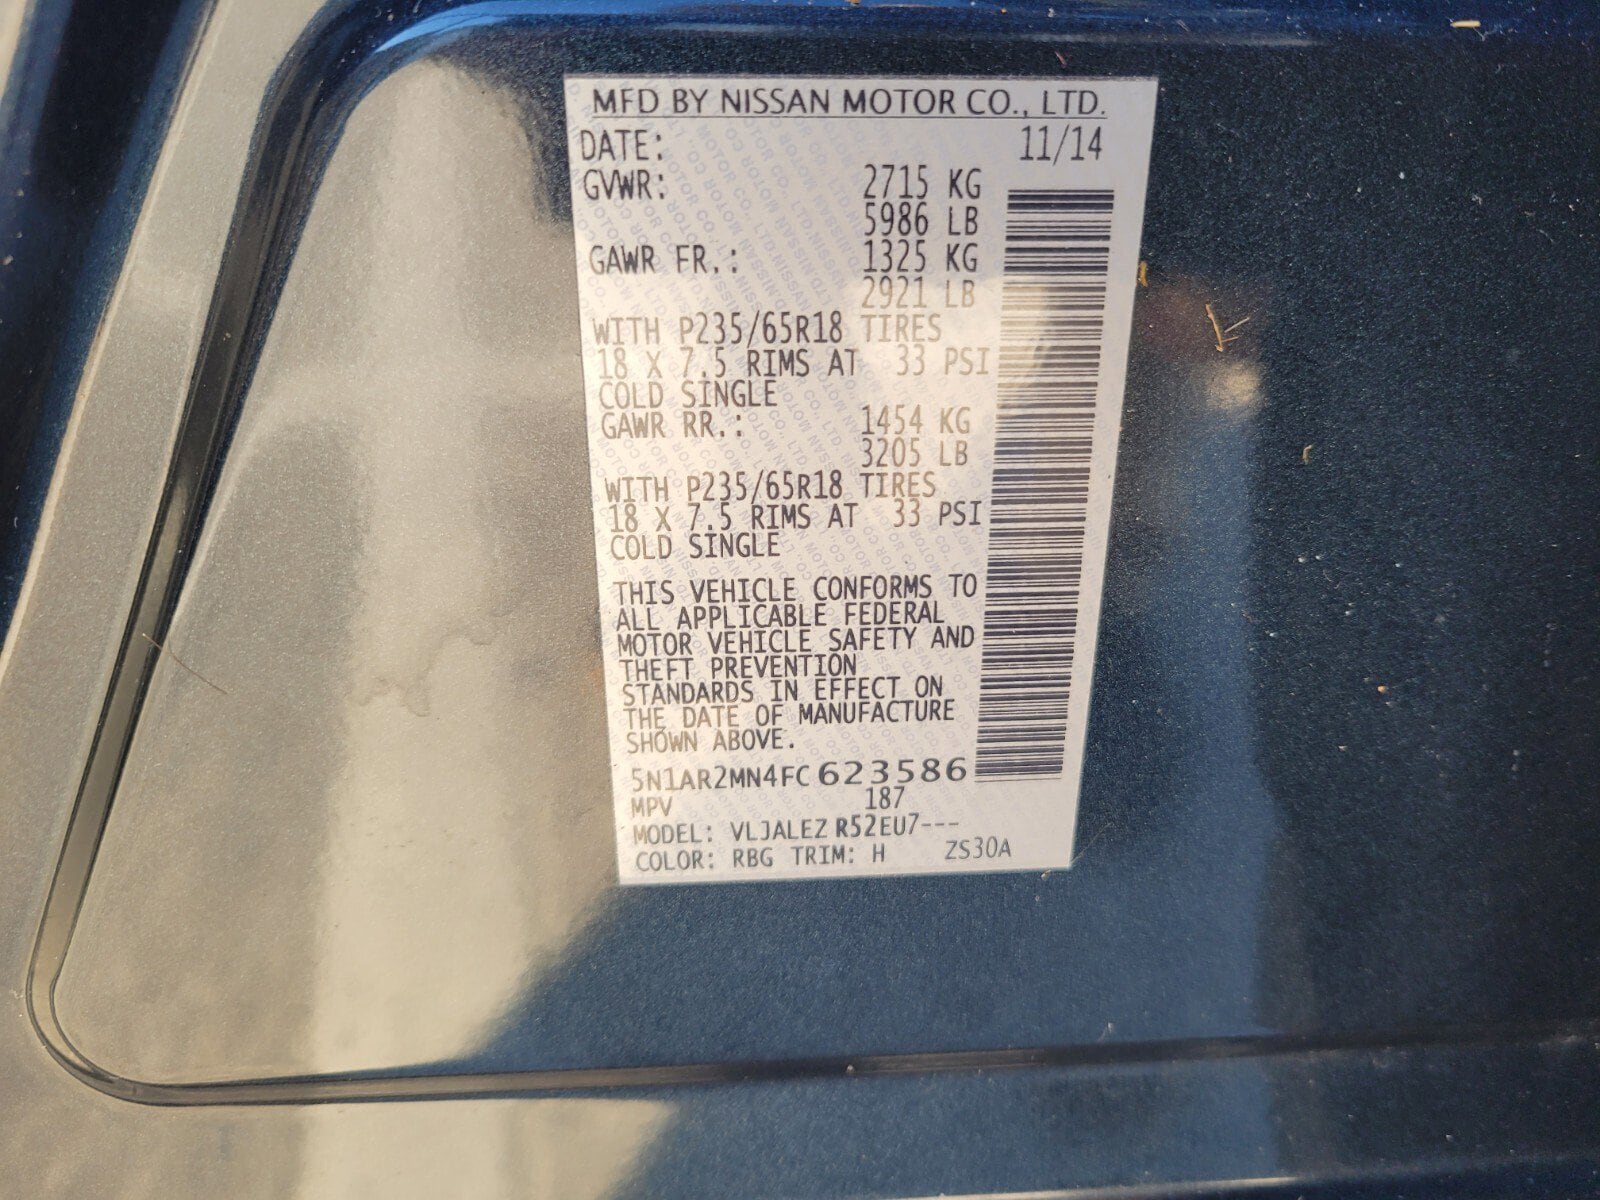 MFD BY NISSAN MOTOR CO., LTD.
DATE: 11/14
GVWR: 2715 KG
5986 LB
GAWR FR.: 1325 KG
2921 LB
WITH P235/65R18 TIRES
18 X 7.5 RIMS AT 33 PSI
COLD SINGLE
GAWR RR.: 1454 KG
3205 LB
WITH P235/65R18 TIRES
18 X 7.5 RIMS AT 33 PSI
COLD SINGLE
THIS VEHICLE CONFORMS TO
ALL APPLICABLE FEDERAL
MOTOR VEHICLE SAFETY AND
THEFT PREVENTION
STANDARDS IN EFFECT ON
THE DATE OF MANUFACTURE
SHOWN ABOVE.
5N1AR2MN4FC623586
MPV 187
MODEL: VLJALEZ R52EU7---
COLOR: RBG TRIM: H ZS30A